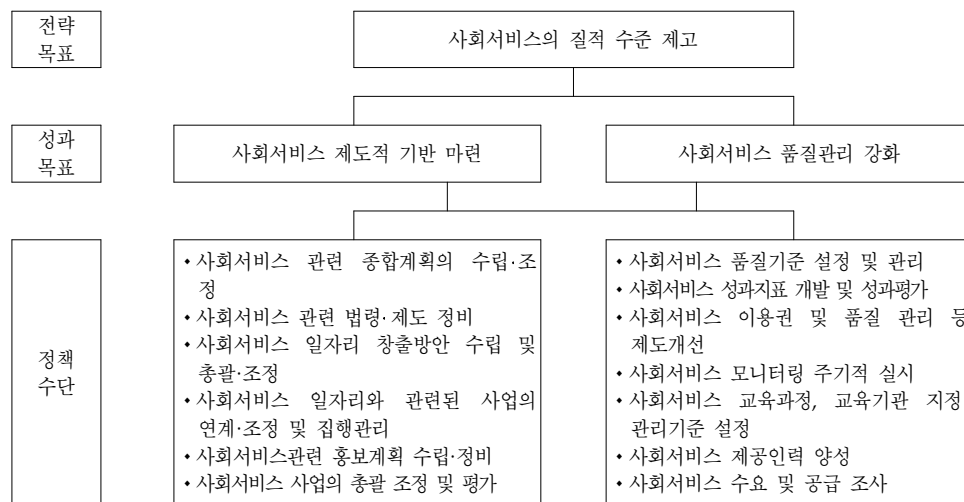 전략
목표
사회서비스의 질적 수준 제고
성과
목표
사회서비스 제도적 기반 마련
사회서비스 품질관리 강화
정책
수단
• 사회서비스 관련 종합계획의 수립·조
정
• 사회서비스 관련 법령·제도 정비
• 사회서비스 일자리 창출방안 수립 및
총괄·조정
• 사회서비스 일자리와 관련된 사업의
연계·조정 및 집행관리
• 사회서비스관련 홍보계획 수립·정비
• 사회서비스 사업의 총괄 조정 및 평가
• 사회서비스 품질기준 설정 및 관리
• 사회서비스 성과지표 개발 및 성과평가
• 사회서비스 이용권 및 품질 관리 등
제도개선
• 사회서비스 모니터링 주기적 실시
• 사회서비스 교육과정, 교육기관 지정
관리기준 설정
• 사회서비스 제공인력 양성
• 사회서비스 수요 및 공급 조사